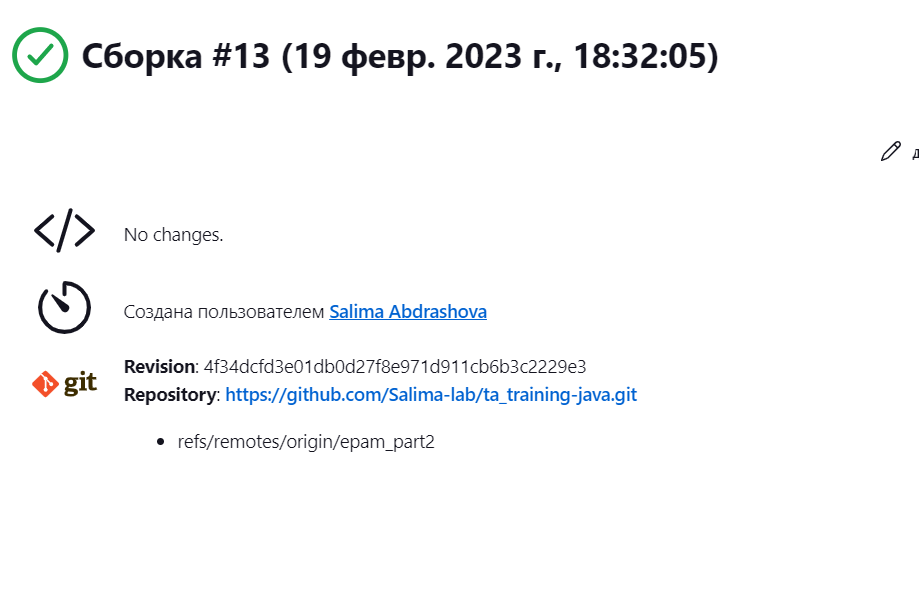 Сборка #13 (19 февр. 2023 г., 18:32:05)
No changes.
Создана пользователем Salima Abdrashova
git
Revision: 4f34dcfd3e01db0d27f8e971d911cb6b3c2229e3
Repository: https://github.com/Salima-lab/ta_training-java.git
refs/remotes/origin/epam_part2